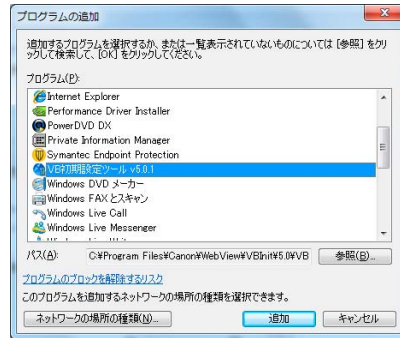 プログラムの追加
追加するプログラムを選択するか、または一覧表示されていないものについては [参照] をクリ
ックして検索して、[OK] をクリックしてください。
プログラム(P):
Internet Explorer
Performance Driver Installer
PowerDVD DX
Private Information Manager
Symantec Endpoint Protection
VB初期設定ツール v5.0.1
Windows DVD メーカー
Windows FAX とスキャン
Windows Live Call
Windows Live Messenger
パス(A):
C:¥Program Files¥Canon¥WebView¥VBInit¥5.0¥VB
参照(B)...
プログラムのブロックを解除するリスク
このプログラムを追加するネットワークの場所の種類を選択できます。
ネットワークの場所の種類(N)...
追加
キャンセル